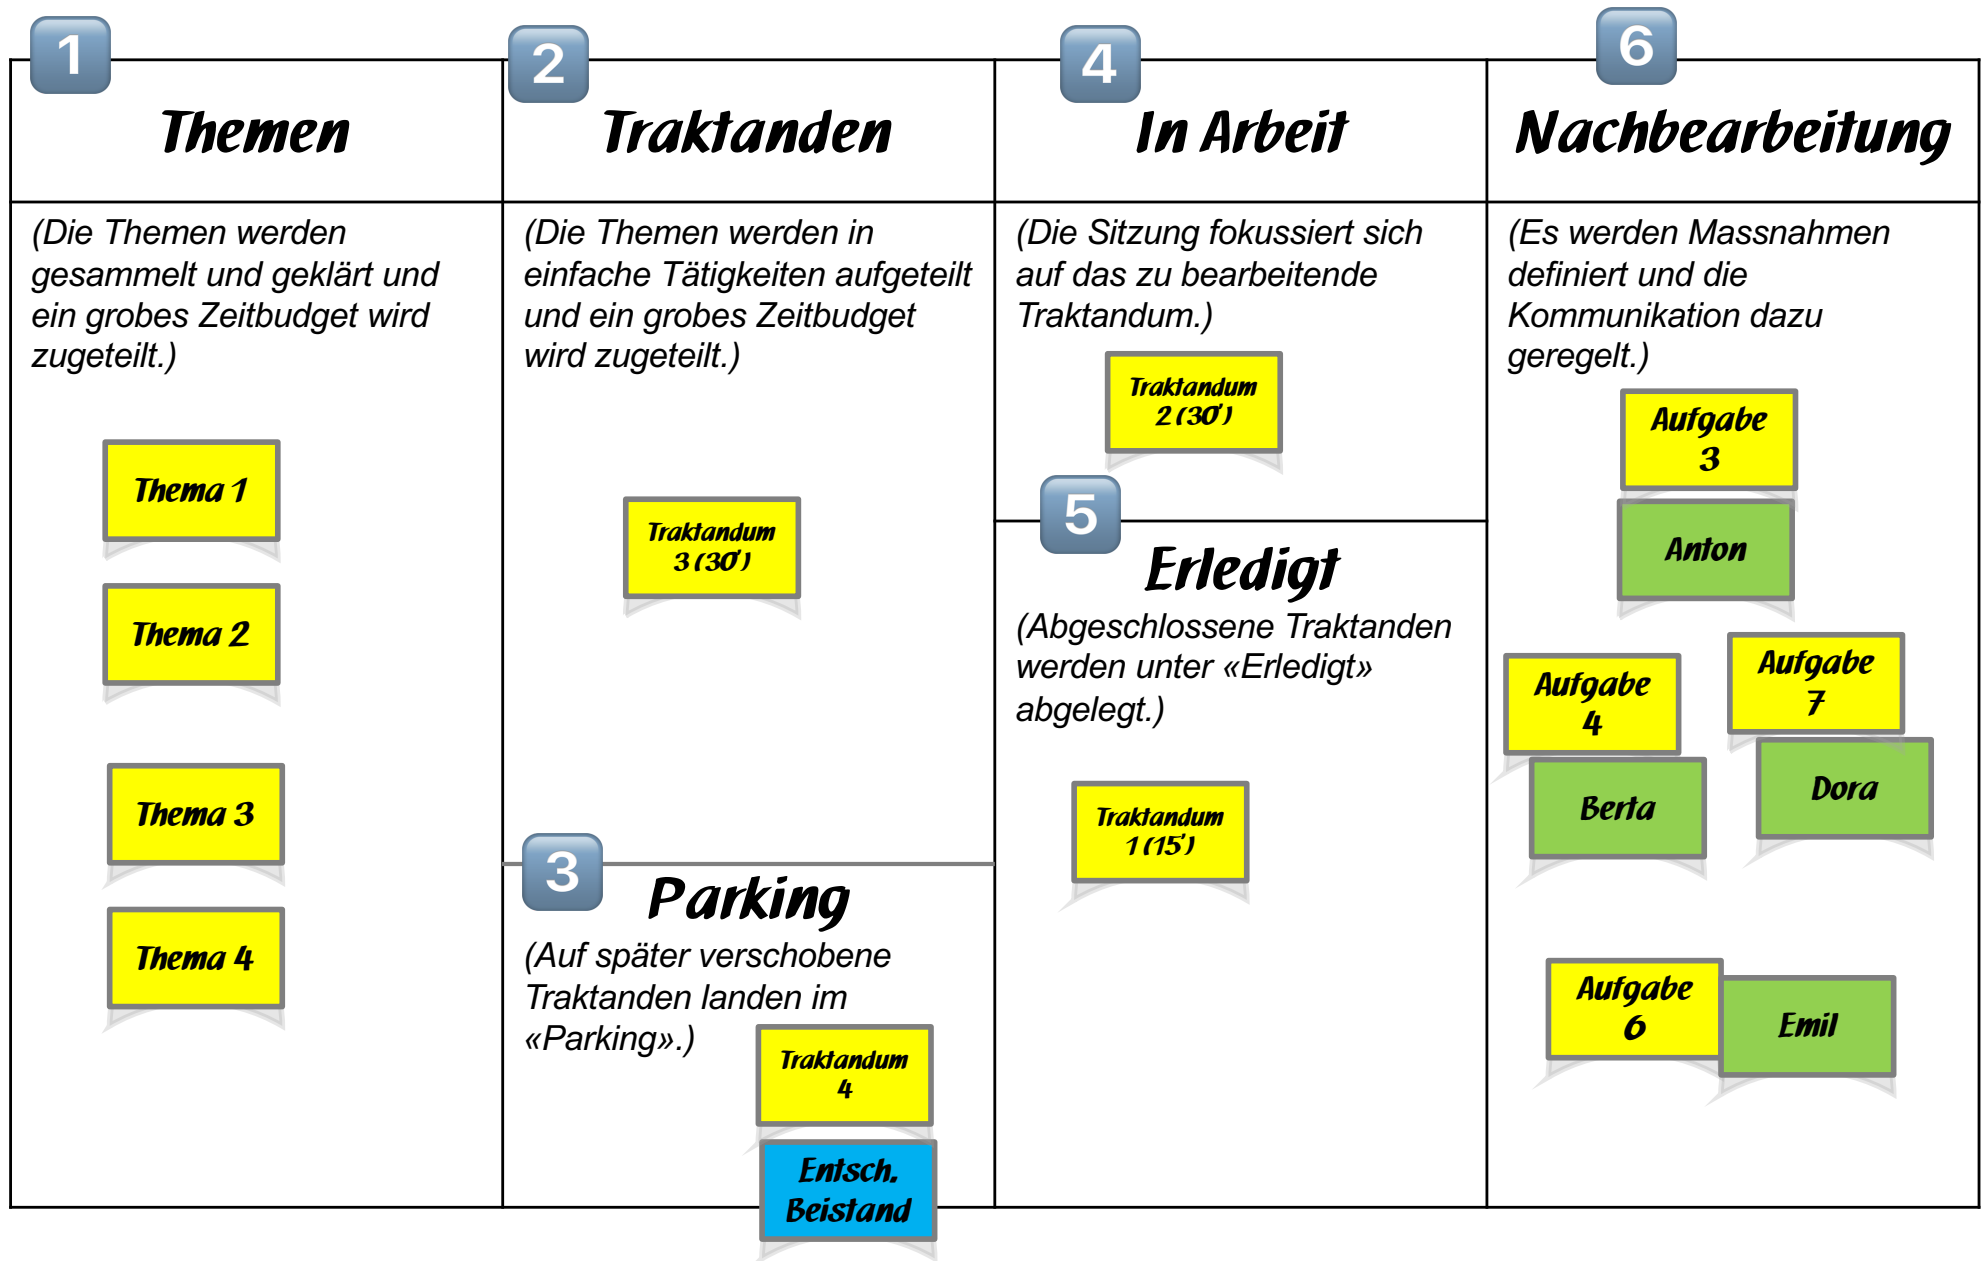 1
Themen
(Die Themen werden
gesammelt und geklärt und
ein grobes Zeitbudget wird
zugeteilt.)
Thema 1
Thema 2
Thema 3
Thema 4
2
Traktanden
(Die Themen werden in
einfache Tätigkeiten aufgeteilt
und ein grobes Zeitbudget
wird zugeteilt.)
Traktandum
3 (30')
3
Parking
(Auf später verschobene
Traktanden landen im
«Parking».)
Traktandum
4
Entsch.
Beistand
4
In Arbeit
(Die Sitzung fokussiert sich
auf das zu bearbeitende
Traktandum.)
Traktandum
2 (30')
5
Erledigt
(Abgeschlossene Traktanden
werden unter «Erledigt»
abgelegt.)
Traktandum
1 (15')
6
Nachbearbeitung
(Es werden Massnahmen
definiert und die
Kommunikation dazu
geregelt.)
Aufgabe
3
Anton
Aufgabe
4
Berta
Aufgabe
7
Dora
Aufgabe
6
Emil